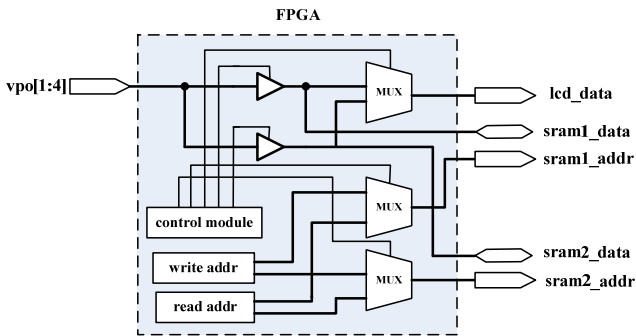 FPGA
vpo[1:4]
MUX
lcd_data
sram1_data
sram1_addr
MUX
control module
write addr
sram2_data
MUX
sram2_addr
read addr